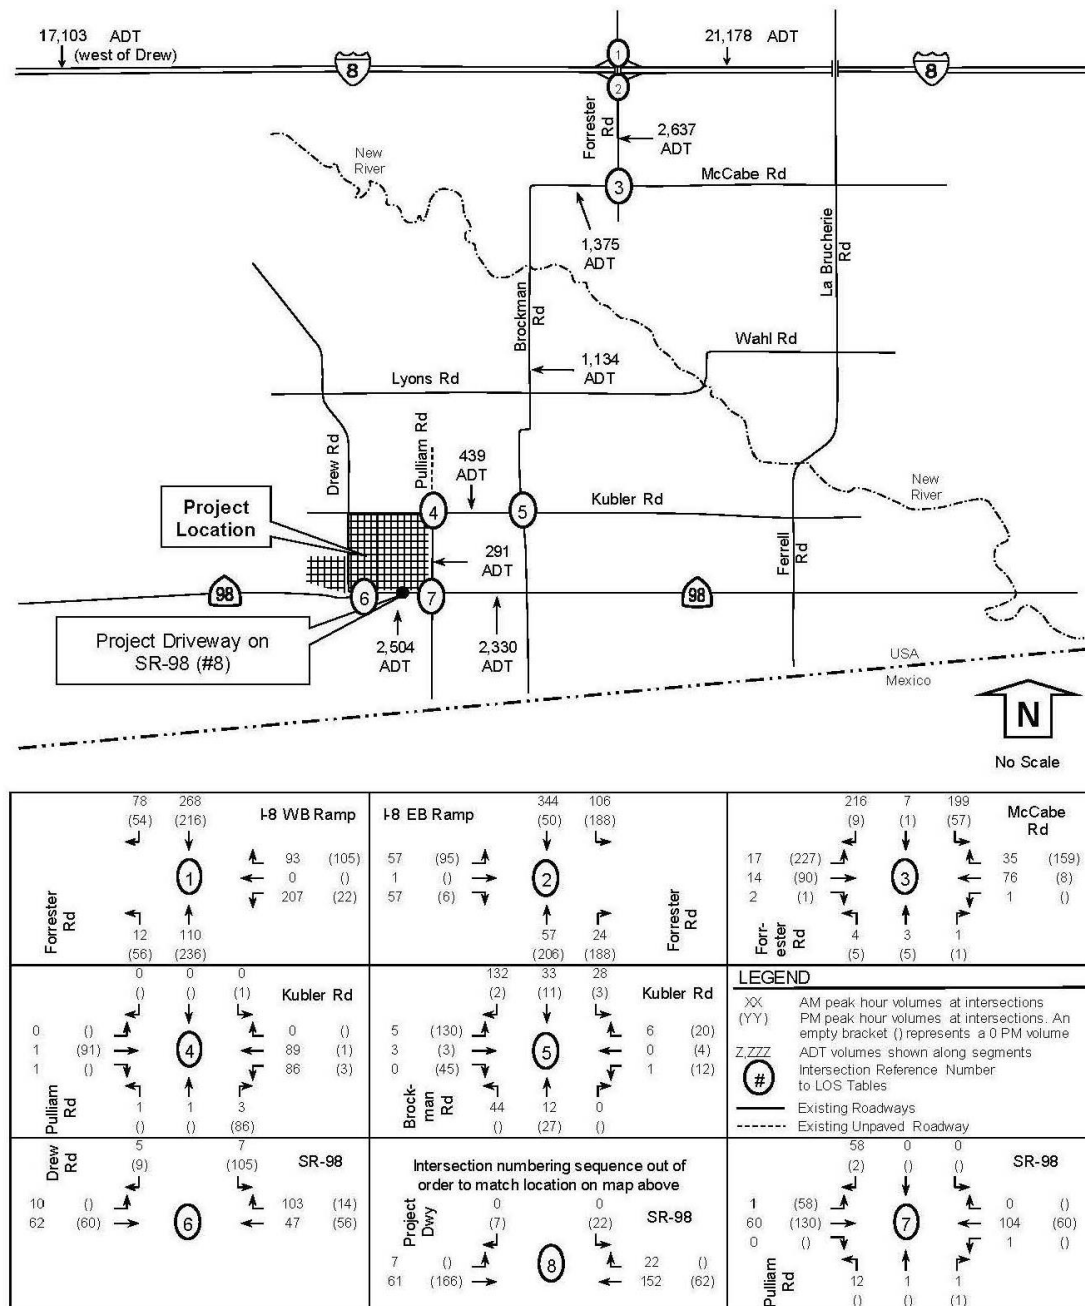 17,103 ADT
(west of Drew)
21,178 ADT
8
1
8
2
Forrester Rd
2,637 ADT
New River
McCabe Rd
3
1,375 ADT
La Brucherie Rd
Brockman Rd
Wahl Rd
1,134 ADT
Lyons Rd
Drew Rd
Pulliam Rd
439 ADT
Kubler Rd
New River
Project Location
4
5
Ferrell Rd
291 ADT
98
6
7
98
Project Driveway on SR-98 (#8)
2,504 ADT
2,330 ADT
USA
Mexico
N
No Scale
78 268
(54) (216)
I-8 WB Ramp
93 (105)
1
0 ()
207 (22)
Forrester Rd
12 110
(56) (236)
I-8 EB Ramp
344 106
(50) (188)
57 (95)
1 ()
2
57 (6)
57 24
(206) (188)
Forrester Rd
216 7 199
(9) (1) (57)
McCabe Rd
17 (227)
35 (159)
14 (90)
3
76 (8)
2 (1)
1 ()
Forr-ester Rd
4 3 1
(5) (5) (1)
0 0 0
() () (1)
Kubler Rd
0 ()
0 ()
1 (91)
4
89 (1)
1 ()
86 (3)
Pulliam Rd
1 1 3
() () (86)
132 33 28
(2) (11) (3)
Kubler Rd
5 (130)
6 (20)
3 (3)
5
0 (4)
0 (45)
1 (12)
Brock-man Rd
44 12 0
() (27) ()
LEGEND
XX AM peak hour volumes at intersections
(YY) PM peak hour volumes at intersections. An
empty bracket () represents a 0 PM volume
Z,ZZZ ADT volumes shown along segments
# Intersection Reference Number
to LOS Tables
Existing Roadways
Existing Unpaved Roadway
Drew Rd
5 7
(9) (105)
SR-98
10 ()
103 (14)
62 (60)
6
47 (56)
Intersection numbering sequence out of
order to match location on map above
Project Dwy
0 0
(7) (22)
SR-98
7 ()
22 ()
61 (166)
8
152 (62)
58 0 0
(2) () ()
SR-98
1 (58)
0 ()
60 (130)
7
104 (60)
0 ()
1 ()
Pulliam Rd
12 1 1
() () (1)